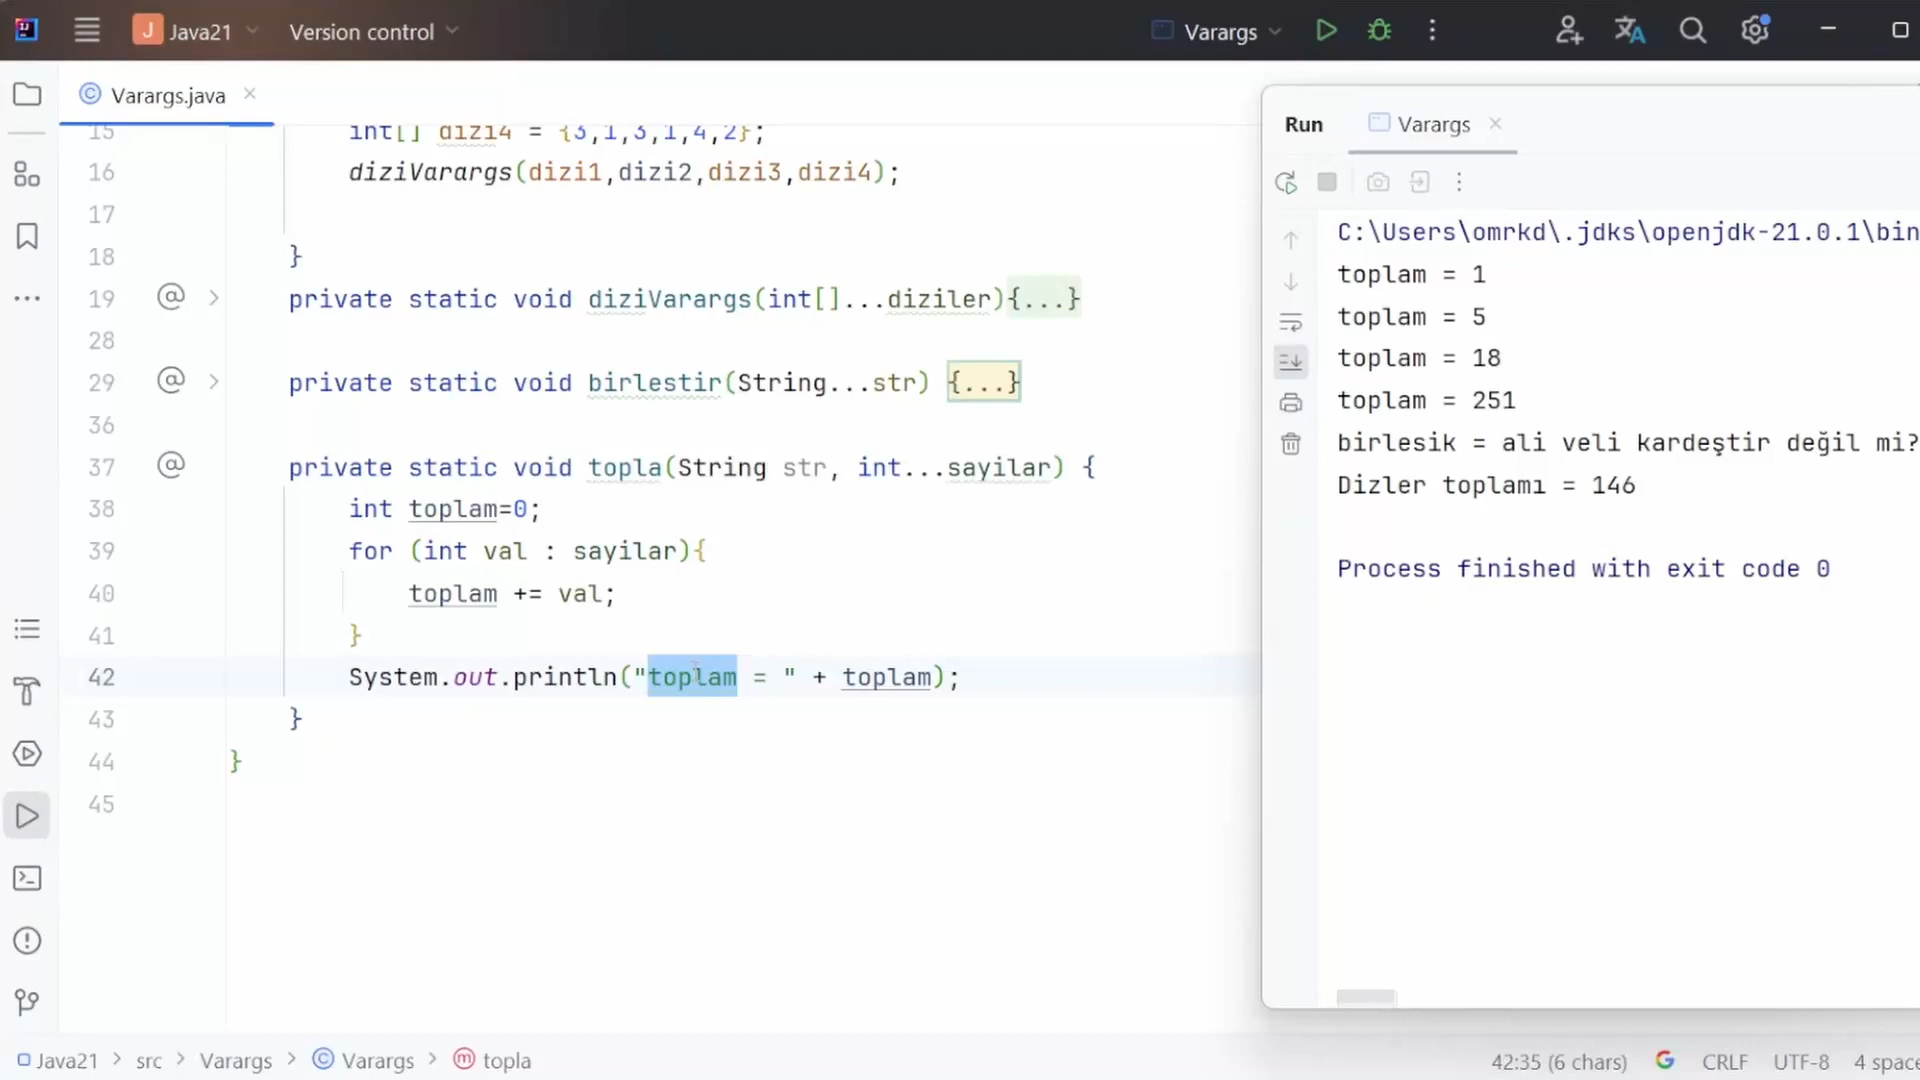 J Java21 Version control Varargs
Varargs.java
15 int[] dizi4 = {3,1,3,1,4,2};
16 diziVarargs(dizi1,dizi2,dizi3,dizi4);
17
18 }
19 @ private static void diziVarargs(int[]...diziler){...}
28
29 @ private static void birlestir(String...str) {...}
36
37 @ private static void topla(String str, int...sayilar) {
38 int toplam=0;
39 for (int val : sayilar){
40 toplam += val;
41 }
42 System.out.println("toplam = " + toplam);
43 }
44 }
45
Run Varargs
C:\Users\omrkd\.jdks\openjdk-21.0.1\bin
toplam = 1
toplam = 5
toplam = 18
toplam = 251
birlesik = ali veli kardeştir değil mi?
Dizler toplamı = 146
Process finished with exit code 0
Java21 > src > Varargs > Varargs > topla
42:35 (6 chars) CRLF UTF-8 4 space